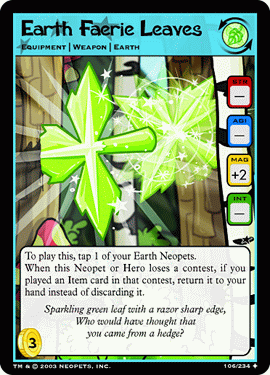 Earth Faerie Leaves
Equipment | Weapon | Earth
STR
–
AGI
–
MAG
+2
INT
–
To play this, tap 1 of your Earth Neopets.
When this Neopet or Hero loses a contest, if you
played an Item card in that contest, return it to your
hand instead of discarding it.
Sparkling green leaf with a razor sharp edge,
Who would have thought that
you came from a hedge?
3
TM & © 2003 NEOPETS, INC.
106/234